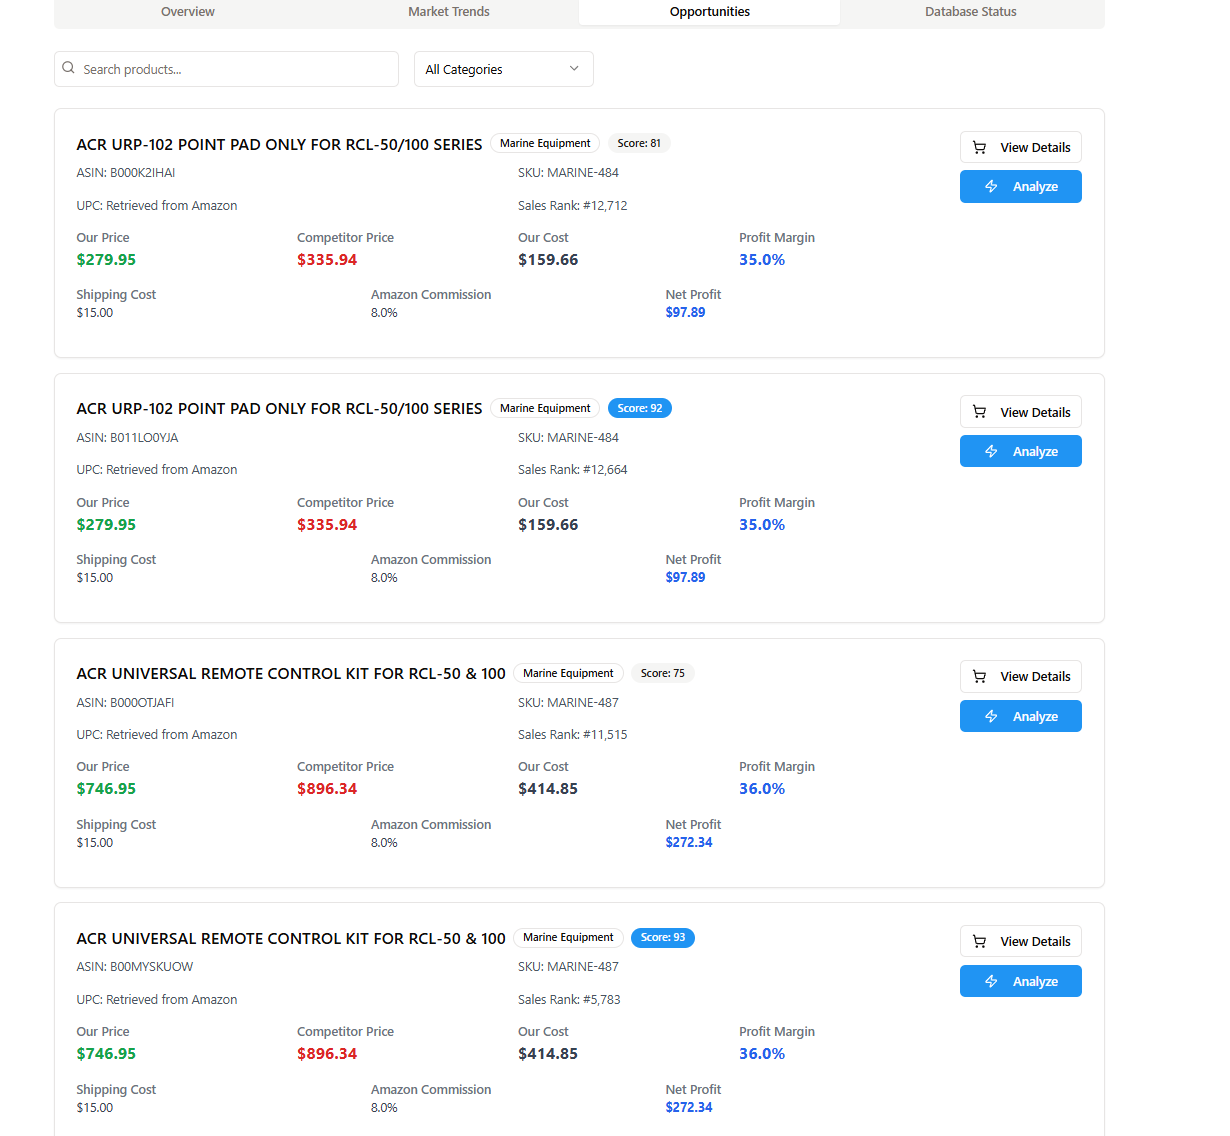 Overview Market Trends Opportunities Database Status
Search products... All Categories
ACR URP-102 POINT PAD ONLY FOR RCL-50/100 SERIES Marine Equipment Score: 81 View Details
ASIN: B000K2IHAI SKU: MARINE-484 Analyze
UPC: Retrieved from Amazon Sales Rank: #12,712
Our Price Competitor Price Our Cost Profit Margin
$279.95 $335.94 $159.66 35.0%
Shipping Cost Amazon Commission Net Profit
$15.00 8.0% $97.89
ACR URP-102 POINT PAD ONLY FOR RCL-50/100 SERIES Marine Equipment Score: 92 View Details
ASIN: B011LO0YJA SKU: MARINE-484 Analyze
UPC: Retrieved from Amazon Sales Rank: #12,664
Our Price Competitor Price Our Cost Profit Margin
$279.95 $335.94 $159.66 35.0%
Shipping Cost Amazon Commission Net Profit
$15.00 8.0% $97.89
ACR UNIVERSAL REMOTE CONTROL KIT FOR RCL-50 & 100 Marine Equipment Score: 75 View Details
ASIN: B000OTJAFI SKU: MARINE-487 Analyze
UPC: Retrieved from Amazon Sales Rank: #11,515
Our Price Competitor Price Our Cost Profit Margin
$746.95 $896.34 $414.85 36.0%
Shipping Cost Amazon Commission Net Profit
$15.00 8.0% $272.34
ACR UNIVERSAL REMOTE CONTROL KIT FOR RCL-50 & 100 Marine Equipment Score: 93 View Details
ASIN: B00MYSKUOW SKU: MARINE-487 Analyze
UPC: Retrieved from Amazon Sales Rank: #5,783
Our Price Competitor Price Our Cost Profit Margin
$746.95 $896.34 $414.85 36.0%
Shipping Cost Amazon Commission Net Profit
$15.00 8.0% $272.34